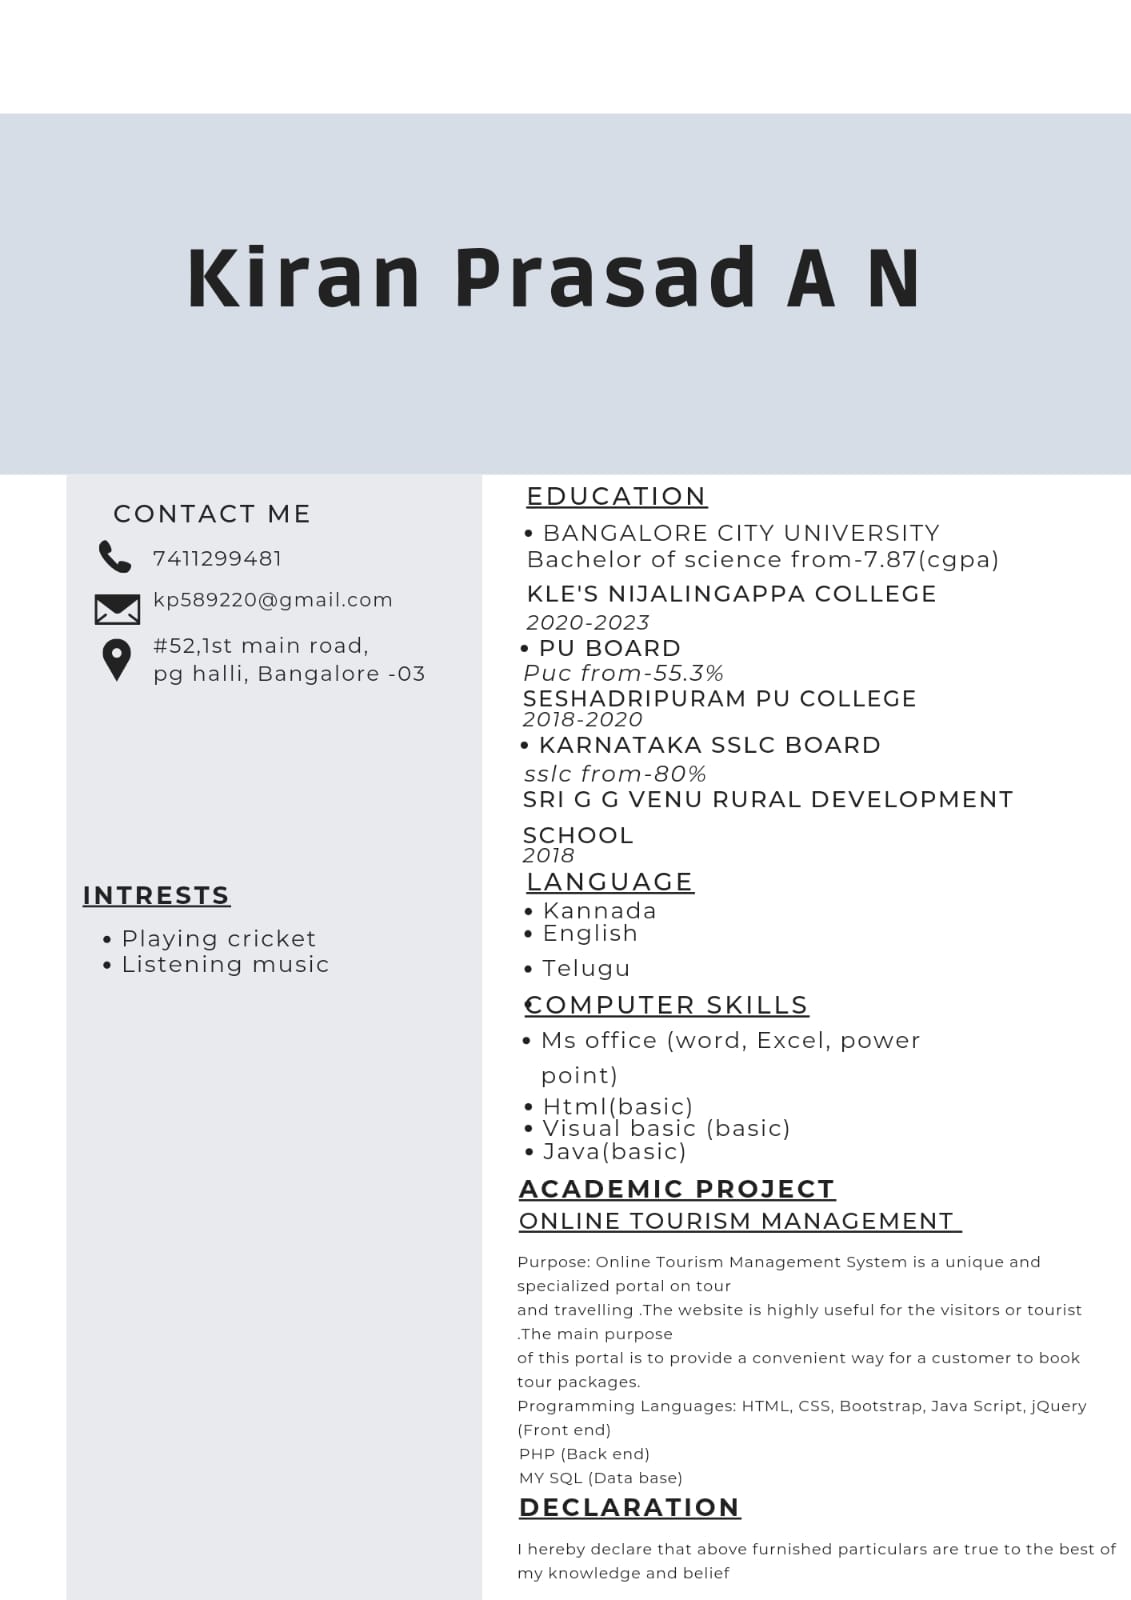 Kiran Prasad A N
CONTACT ME
7411299481
kp589220@gmail.com
#52,1st main road,
pg halli, Bangalore -03
INTRESTS
• Playing cricket
• Listening music
EDUCATION
• BANGALORE CITY UNIVERSITY
Bachelor of science from-7.87(cgpa)
KLE'S NIJALINGAPPA COLLEGE
2020-2023
• PU BOARD
Puc from-55.3%
SESHADRIPURAM PU COLLEGE
2018-2020
• KARNATAKA SSLC BOARD
sslc from-80%
SRI G G VENU RURAL DEVELOPMENT
SCHOOL
2018
LANGUAGE
• Kannada
• English
• Telugu
COMPUTER SKILLS
• Ms office (word, Excel, power
point)
• Html(basic)
• Visual basic (basic)
• Java(basic)
ACADEMIC PROJECT
ONLINE TOURISM MANAGEMENT
Purpose: Online Tourism Management System is a unique and
specialized portal on tour
and travelling .The website is highly useful for the visitors or tourist
.The main purpose
of this portal is to provide a convenient way for a customer to book
tour packages.
Programming Languages: HTML, CSS, Bootstrap, Java Script, jQuery
(Front end)
PHP (Back end)
MY SQL (Data base)
DECLARATION
I hereby declare that above furnished particulars are true to the best of
my knowledge and belief